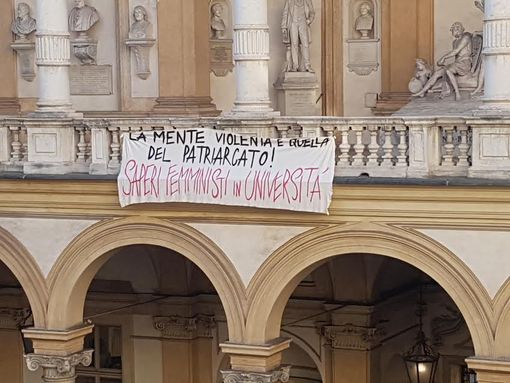 LA MENTE VIOLENTA È QUELLA
DEL PATRIARCATO!
SAPERI FEMMINISTI IN UNIVERSITÁ